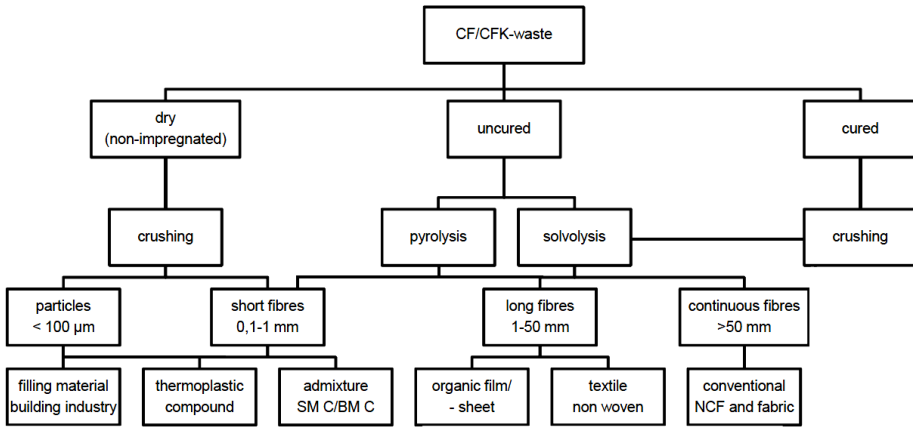 CF/CFK-waste
dry
(non-impregnated)
uncured
cured
crushing
pyrolysis
solvolysis
crushing
particles
< 100 µm
short fibres
0,1-1 mm
long fibres
1-50 mm
continuous fibres
>50 mm
filling material
building industry
thermoplastic
compound
admixture
SM C/BM C
organic film/
- sheet
textile
non woven
conventional
NCF and fabric